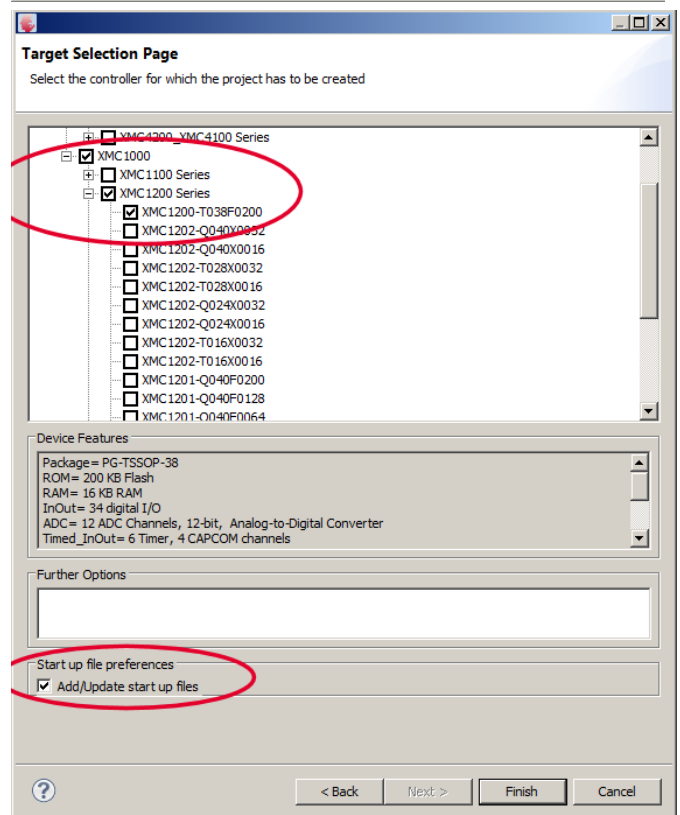 Target Selection Page
Select the controller for which the project has to be created
XMC4200_XMC4100 Series
XMC1000
XMC1100 Series
XMC1200 Series
XMC1200-T038F0200
XMC1202-Q040X0032
XMC1202-Q040X0016
XMC1202-T028X0032
XMC1202-T028X0016
XMC1202-Q024X0032
XMC1202-Q024X0016
XMC1202-T016X0032
XMC1202-T016X0016
XMC1201-Q040F0200
XMC1201-Q040F0128
XMC1201-Q040F0064
Device Features
Package= PG-TSSOP-38
ROM= 200 KB Flash
RAM= 16 KB RAM
InOut= 34 digital I/O
ADC= 12 ADC Channels, 12-bit, Analog-to-Digital Converter
Timed_InOut= 6 Timer, 4 CAPCOM channels
Further Options
Start up file preferences
Add/Update start up files
? < Back Next > Finish Cancel